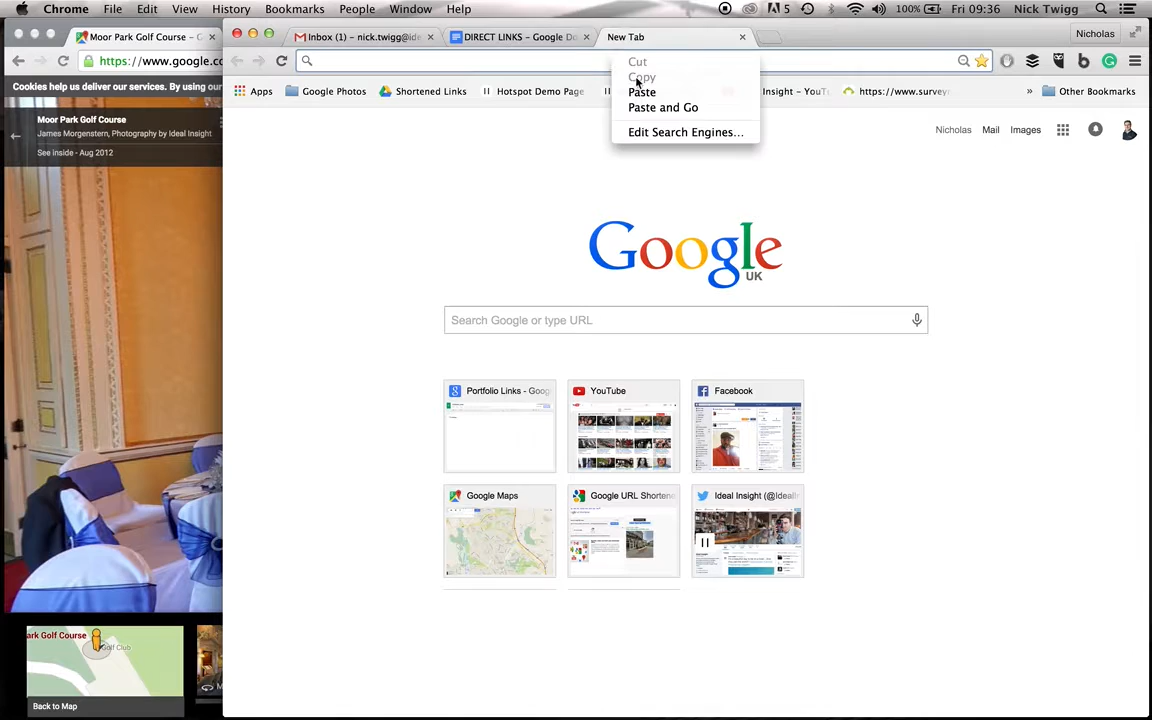 Chrome File Edit View History Bookmarks People Window Help 5 100% Fri 09:36 Nick Twigg
Moor Park Golf Course - G
https://www.google.co
Cookies help us deliver our services. By using our
Moor Park Golf Course
James Morgenstern, Photography by Ideal Insight
See inside - Aug 2012
ark Golf Course
Golf Club
Back to Map
Inbox (1) – nick.twigg@ide DIRECT LINKS – Google Do New Tab Nicholas
Apps Google Photos Shortened Links Hotspot Demo Page Insight – YouTu https://www.survey » Other Bookmarks
Cut
Copy
Paste
Paste and Go
Edit Search Engines...
Nicholas Mail Images
Google
UK
Search Google or type URL
Portfolio Links - Goog YouTube Facebook
Google Maps Google URL Shortene Ideal Insight (@IdealIn